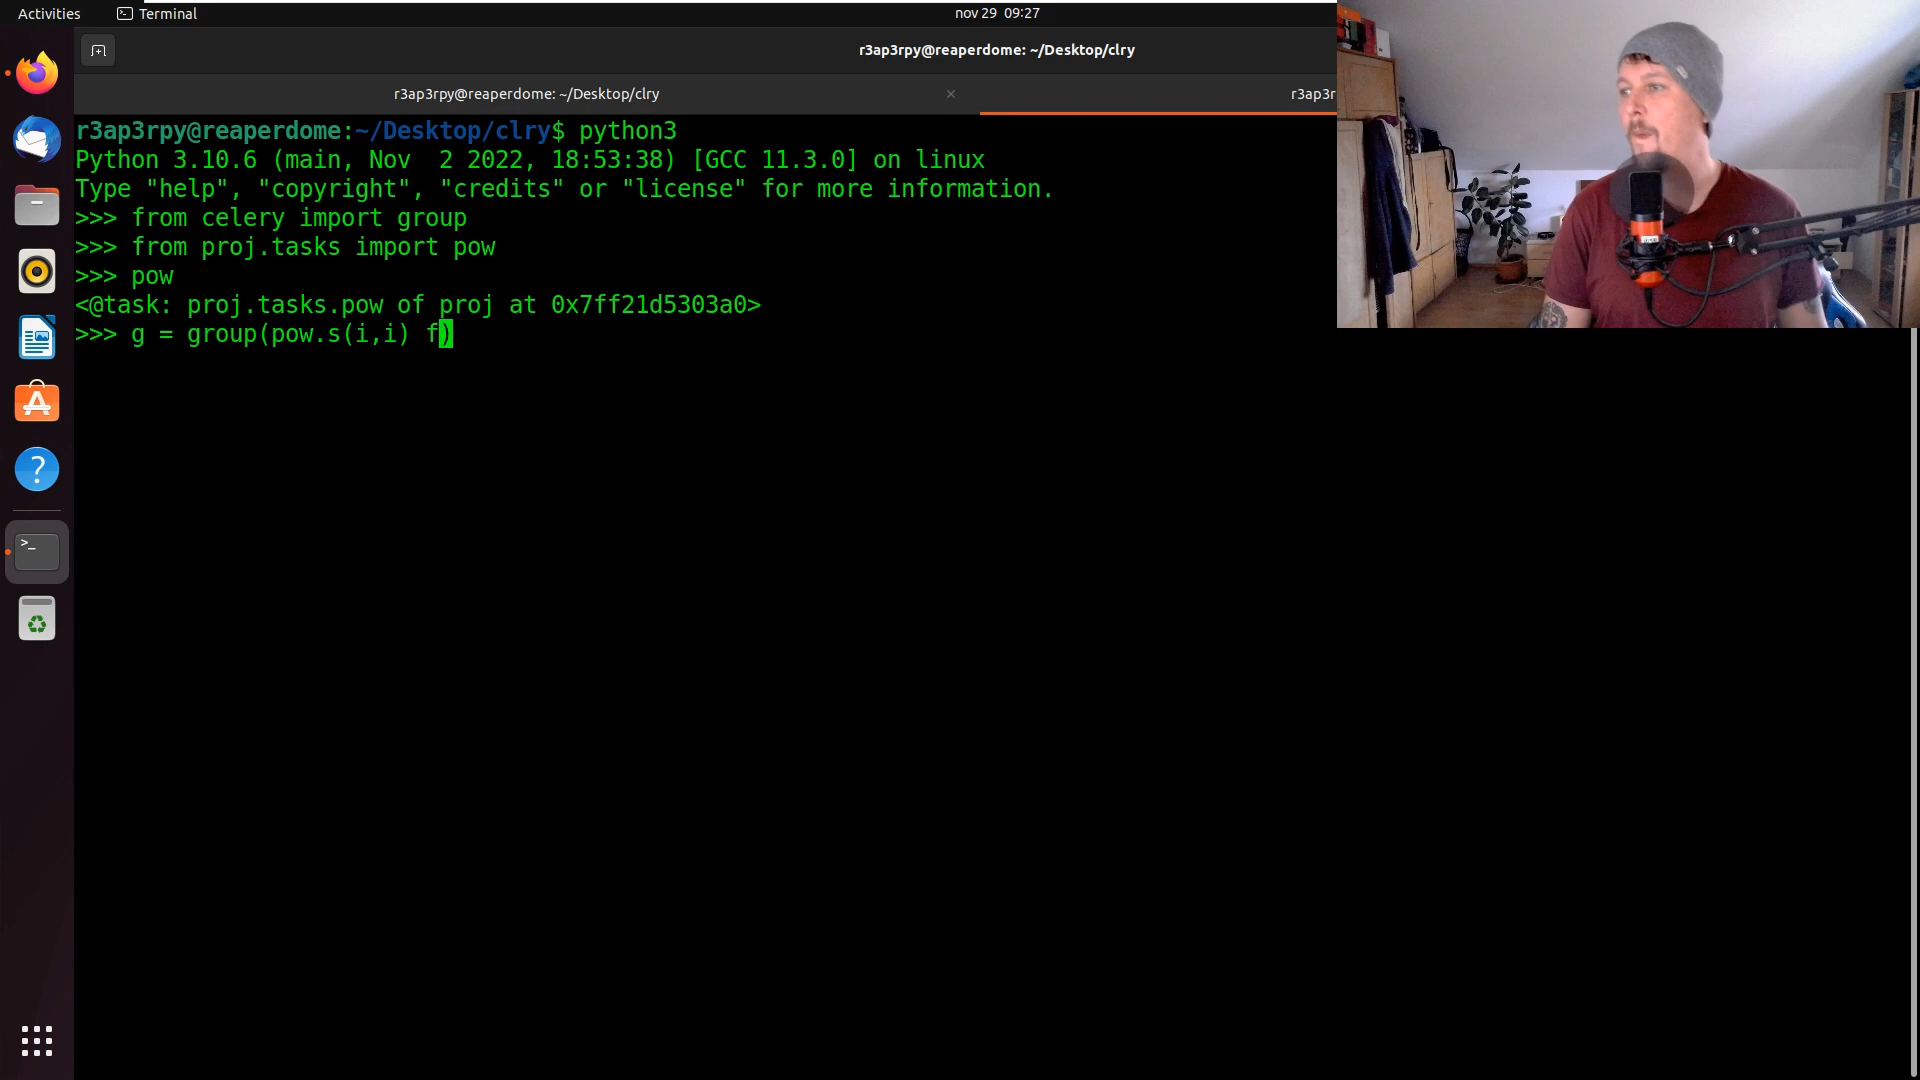 Activities
Terminal
nov 29 09:27
r3ap3rpy@reaperdome: ~/Desktop/clry
r3ap3rpy@reaperdome: ~/Desktop/clry
r3ap3r
r3ap3rpy@reaperdome:~/Desktop/clry$ python3
Python 3.10.6 (main, Nov  2 2022, 18:53:38) [GCC 11.3.0] on linux
Type "help", "copyright", "credits" or "license" for more information.
>>> from celery import group
>>> from proj.tasks import pow
>>> pow
<@task: proj.tasks.pow of proj at 0x7ff21d5303a0>
>>> g = group(pow.s(i,i) f)